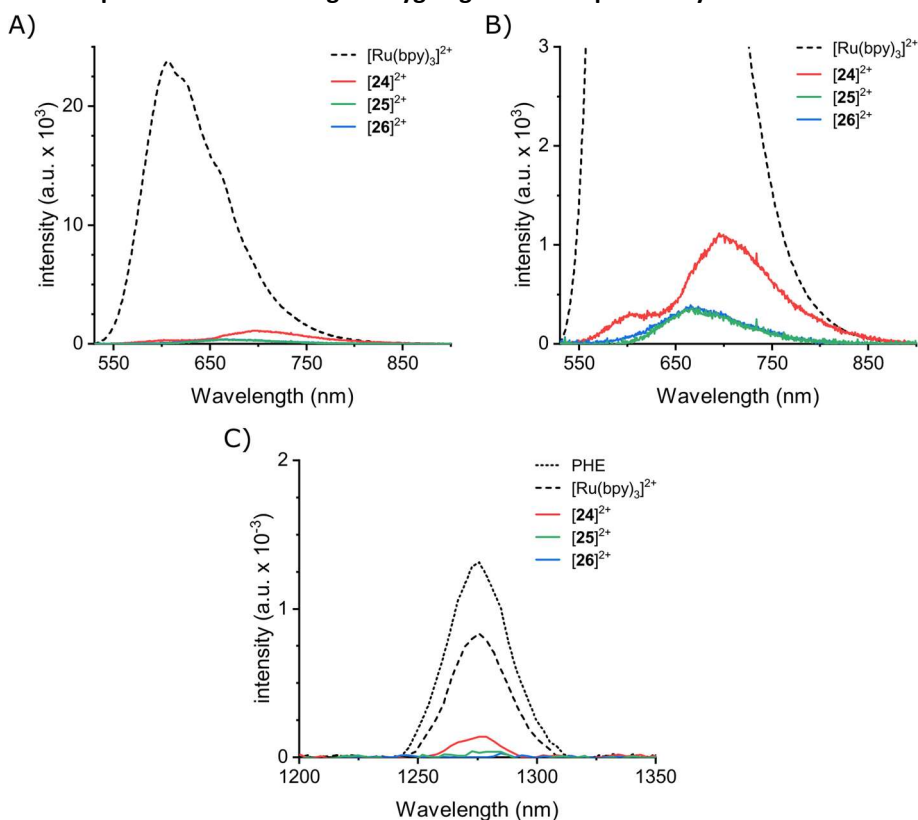 A)
intensity (a.u. x 10³)
20
10
0
550
650
750
850
Wavelength (nm)
[Ru(bpy)₃]²⁺
[24]²⁺
[25]²⁺
[26]²⁺
B)
intensity (a.u. x 10³)
3
2
1
0
550
650
750
850
Wavelength (nm)
[Ru(bpy)₃]²⁺
[24]²⁺
[25]²⁺
[26]²⁺
C)
intensity (a.u. x 10⁻³)
2
1
0
1200
1250
1300
1350
Wavelength (nm)
PHE
[Ru(bpy)₃]²⁺
[24]²⁺
[25]²⁺
[26]²⁺